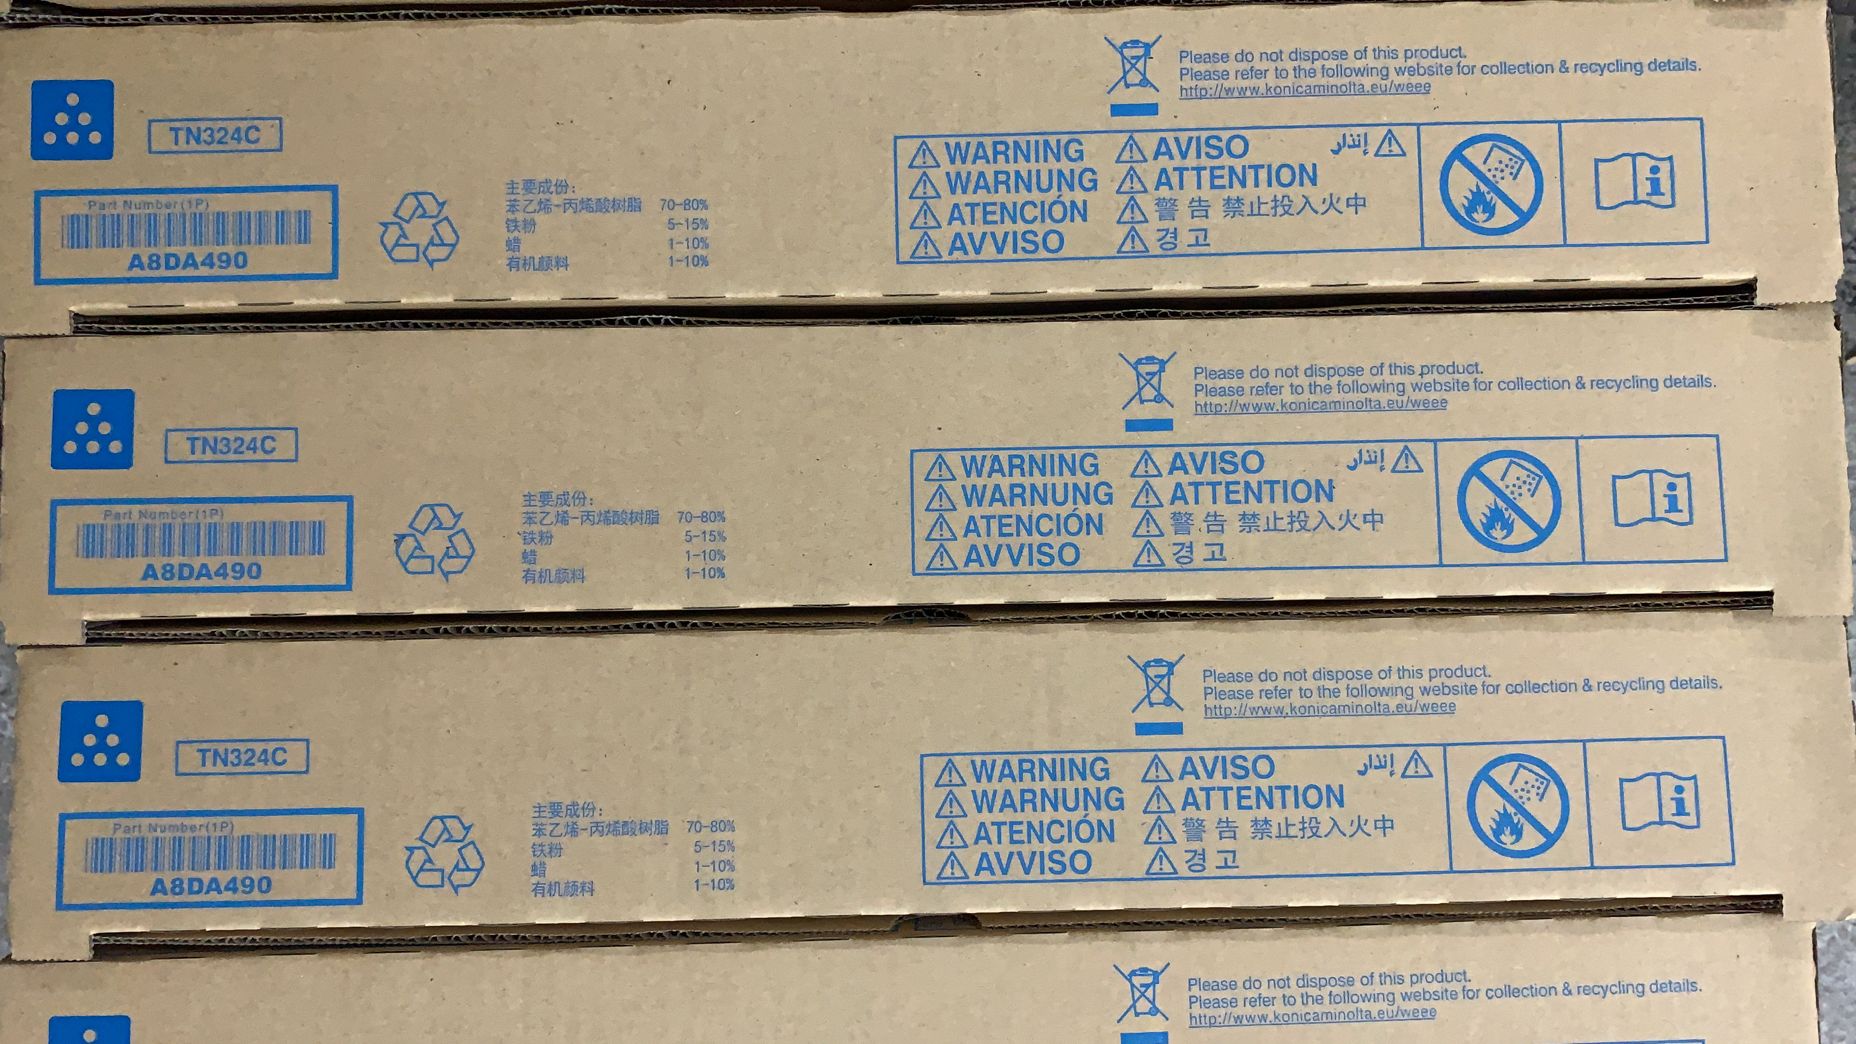 Please do not dispose of this product.
Please refer to the following website for collection & recycling details.
http://www.konicaminolta.eu/weee
TN324C
WARNING
AVISO
إنذار
WARNUNG
ATTENTION
ATENCIÓN
警告 禁止投入火中
AVVISO
경고
Part Number(1P)
A8DA490
主要成份:
苯乙烯-丙烯酸树脂 70-80%
铁粉 5-15%
蜡 1-10%
有机颜料 1-10%
Please do not dispose of this product.
Please refer to the following website for collection & recycling details.
http://www.konicaminolta.eu/weee
TN324C
WARNING
AVISO
إنذار
WARNUNG
ATTENTION
ATENCIÓN
警告 禁止投入火中
AVVISO
경고
Part Number(1P)
A8DA490
主要成份:
苯乙烯-丙烯酸树脂 70-80%
铁粉 5-15%
蜡 1-10%
有机颜料 1-10%
Please do not dispose of this product.
Please refer to the following website for collection & recycling details.
http://www.konicaminolta.eu/weee
TN324C
WARNING
AVISO
إنذار
WARNUNG
ATTENTION
ATENCIÓN
警告 禁止投入火中
AVVISO
경고
Part Number(1P)
A8DA490
主要成份:
苯乙烯-丙烯酸树脂 70-80%
铁粉 5-15%
蜡 1-10%
有机颜料 1-10%
Please do not dispose of this product.
Please refer to the following website for collection & recycling details.
http://www.konicaminolta.eu/weee